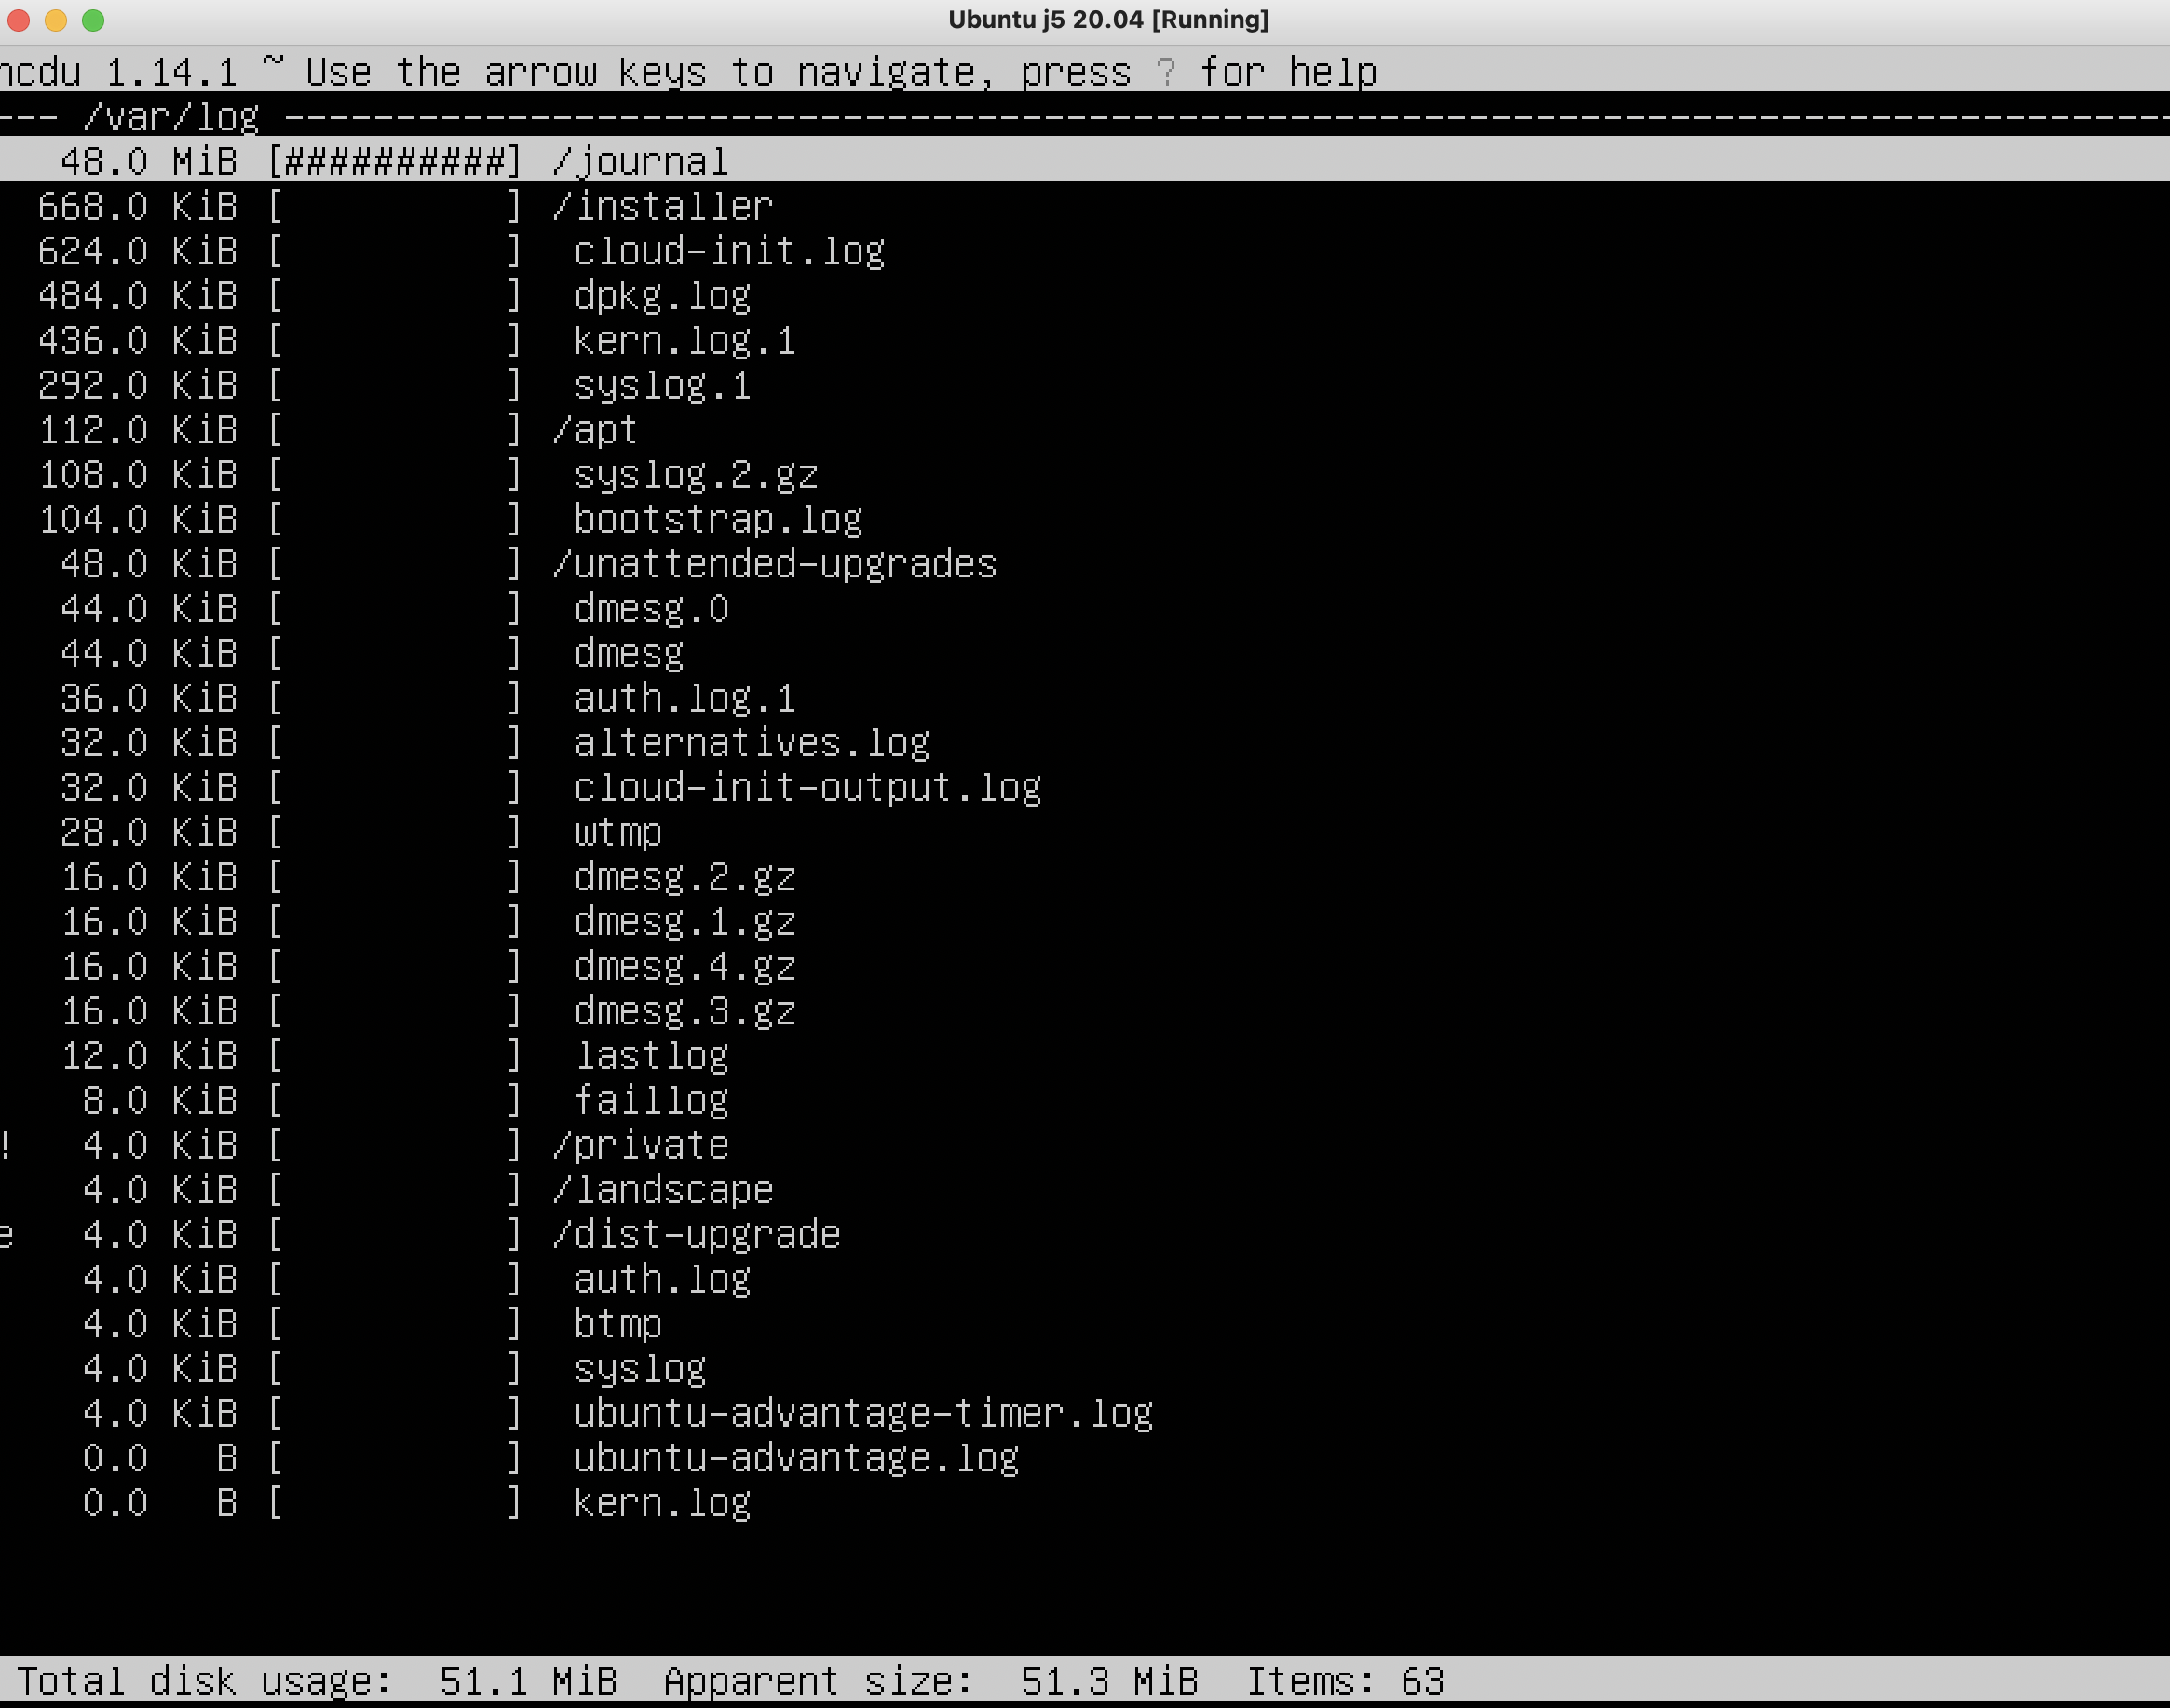 Ubuntu j5 20.04 [Running]
ncdu 1.14.1 ~ Use the arrow keys to navigate, press ? for help
--- /var/log -------------------------------------------------------------------------------------
48.0 MiB [##########] /journal
668.0 KiB [          ] /installer
624.0 KiB [          ]  cloud-init.log
484.0 KiB [          ]  dpkg.log
436.0 KiB [          ]  kern.log.1
292.0 KiB [          ]  syslog.1
112.0 KiB [          ] /apt
108.0 KiB [          ]  syslog.2.gz
104.0 KiB [          ]  bootstrap.log
48.0 KiB [          ] /unattended-upgrades
44.0 KiB [          ]  dmesg.0
44.0 KiB [          ]  dmesg
36.0 KiB [          ]  auth.log.1
32.0 KiB [          ]  alternatives.log
32.0 KiB [          ]  cloud-init-output.log
28.0 KiB [          ]  wtmp
16.0 KiB [          ]  dmesg.2.gz
16.0 KiB [          ]  dmesg.1.gz
16.0 KiB [          ]  dmesg.4.gz
16.0 KiB [          ]  dmesg.3.gz
12.0 KiB [          ]  lastlog
8.0 KiB [          ]  faillog
! 4.0 KiB [          ] /private
4.0 KiB [          ] /landscape
e 4.0 KiB [          ] /dist-upgrade
4.0 KiB [          ]  auth.log
4.0 KiB [          ]  btmp
4.0 KiB [          ]  syslog
4.0 KiB [          ]  ubuntu-advantage-timer.log
0.0   B [          ]  ubuntu-advantage.log
0.0   B [          ]  kern.log
Total disk usage:  51.1 MiB  Apparent size:  51.3 MiB  Items: 63